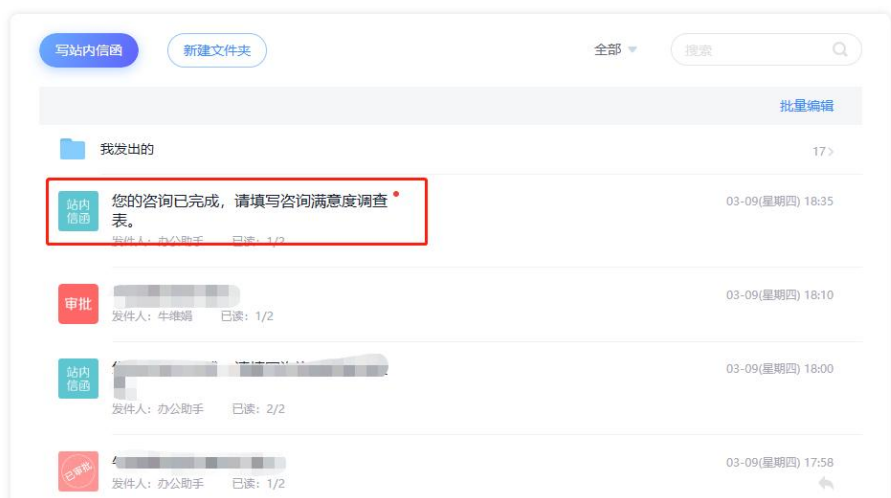 写站内信函
新建文件夹
全部
搜索
批量编辑
我发出的
17
站内
信函
您的咨询已完成，请填写咨询满意度调查
表。
03-09(星期四) 18:35
发件人：办公助手 已读：1/2
审批
03-09(星期四) 18:10
发件人：牛维娟 已读：1/2
站内
信函
03-09(星期四) 18:00
发件人：办公助手 已读：2/2
已审批
03-09(星期四) 17:58
发件人：办公助手 已读：1/2